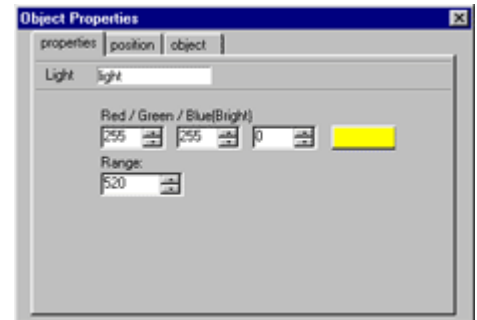 Object Properties
properties position object
Light light
Red / Green / Blue(Bright)
255 255 0
Range:
520